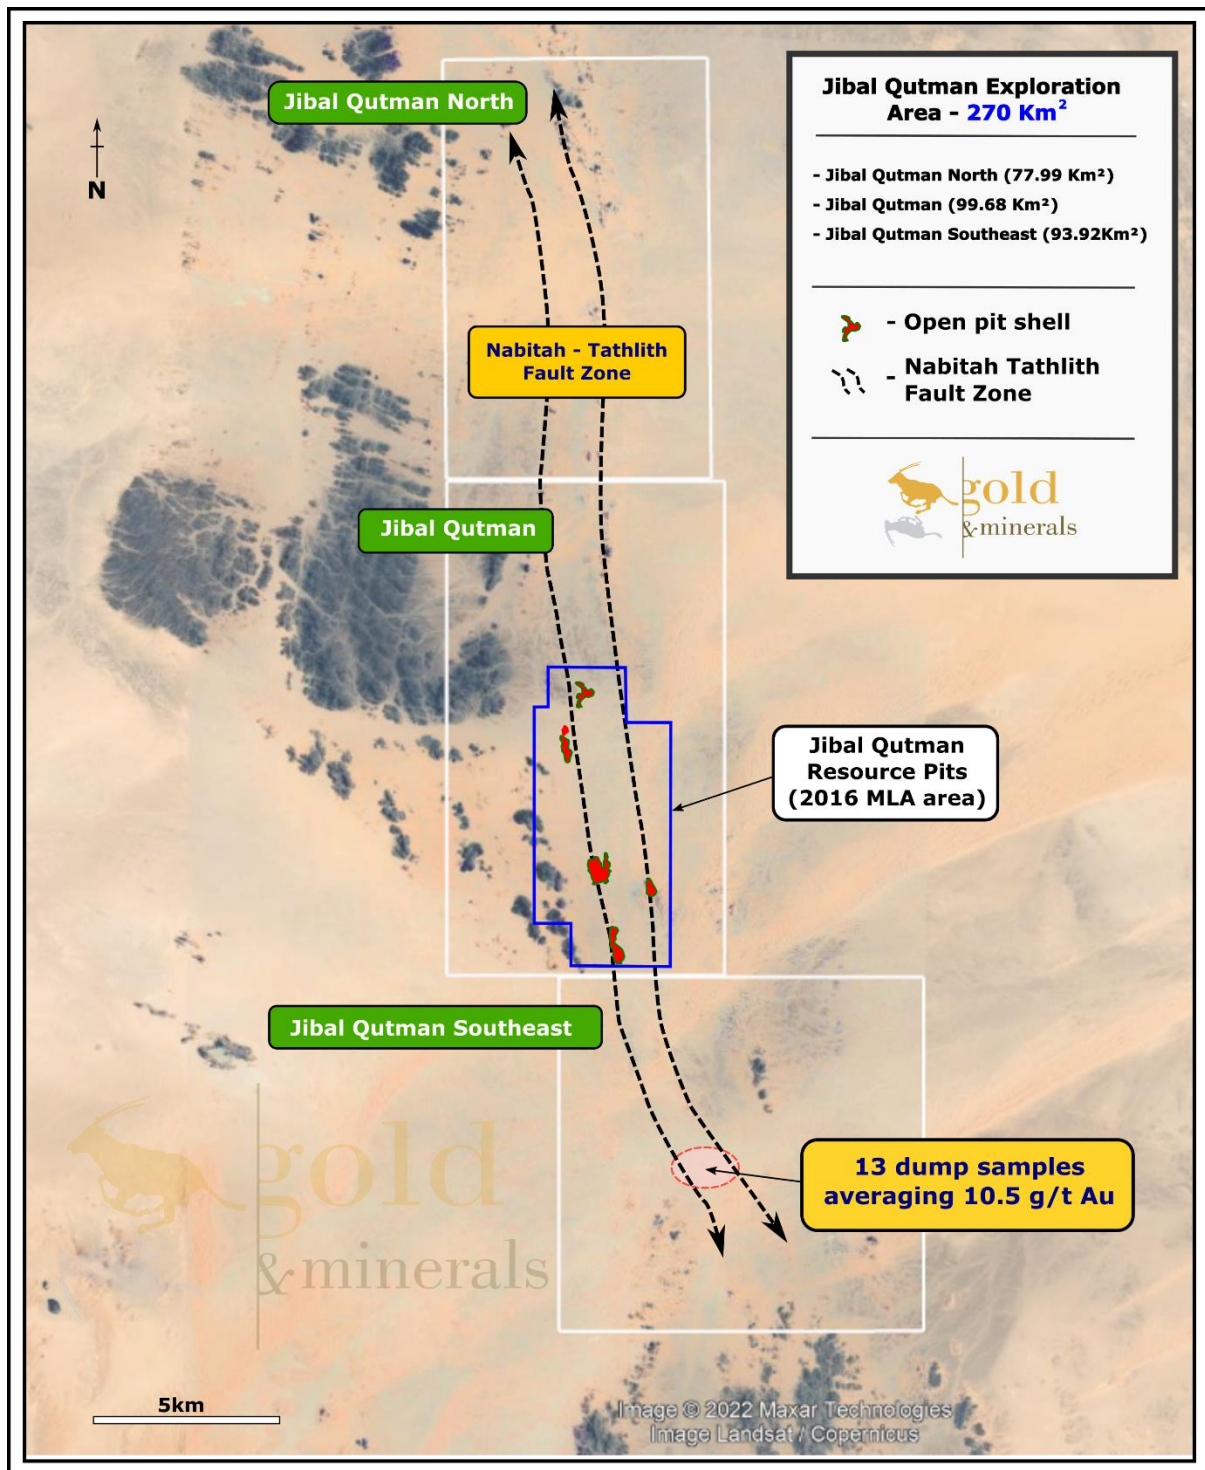 Jibal Qutman North
N
Nabitah - Tathlith
Fault Zone
Jibal Qutman
Jibal Qutman
Resource Pits
(2016 MLA area)
Jibal Qutman Southeast
13 dump samples
averaging 10.5 g/t Au
gold
&minerals
5km
Image © 2022 Maxar Technologies
Image Landsat / Copernicus
Jibal Qutman Exploration
Area - 270 Km²
- Jibal Qutman North (77.99 Km²)
- Jibal Qutman (99.68 Km²)
- Jibal Qutman Southeast (93.92Km²)
- Open pit shell
- Nabitah Tathlith
Fault Zone
gold
&minerals